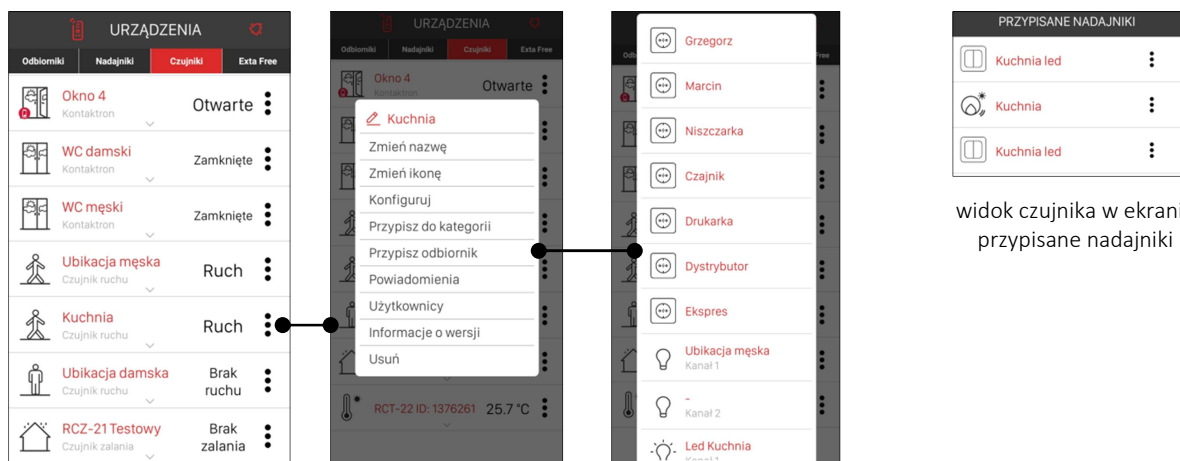 URZĄDZENIA
Odbiorniki Nadajniki Czujniki Exta Free
Okno 4 Otwarte
Kontaktron
WC damski Zamknięte
Kontaktron
WC męski Zamknięte
Kontaktron
Ubikacja męska Ruch
Czujnik ruchu
Kuchnia Ruch
Czujnik ruchu
Ubikacja damska Brak ruchu
Czujnik ruchu
RCZ-21 Testowy Brak zalania
Czujnik zalania
URZĄDZENIA
Odbiorniki Nadajniki Czujniki Exta Free
Okno 4 Otwarte
Kontaktron
Kuchnia
Zmień nazwę
Zmień ikonę
Konfiguruj
Przypisz do kategorii
Przypisz odbiornik
Powiadomienia
Użytkownicy
Informacje o wersji
Usuń
RCT-22 ID: 1376261 25.7 °C
Grzegorz
Marcin
Niszczarka
Czajnik
Drukarka
Dystrybutor
Ekspres
Ubikacja męska
Kanał 1
-
Kanał 2
Led Kuchnia
Kanał 1
PRZYPISANE NADAJNIKI
Kuchnia led
Kuchnia
Kuchnia led
widok czujnika w ekrani
przypisane nadajniki